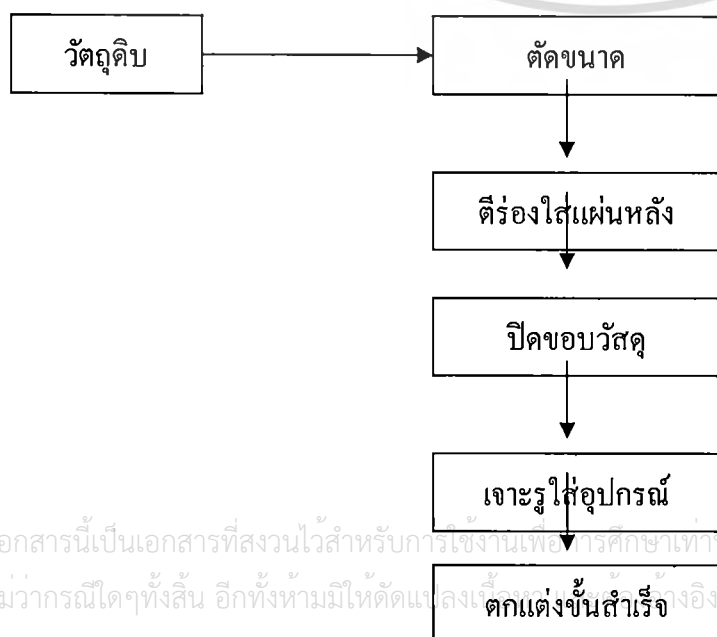 วัตถุดิบ
ตัดขนาด
ตีร่องใส่แผ่นหลัง
ปิดขอบวัสดุ
เจาะรูใส่อุปกรณ์
อกสารนี้เป็นเอกสารที่สงวนไว้สำหรับการใช้งานเพื่อการศึกษาเท่า
ม่ว่ากรณีใดๆทั้งสิ้น อีกทั้งห้ามมิให้ดัดแปลงเนื้อหา
ตกแต่งขั้นสำเร็จ